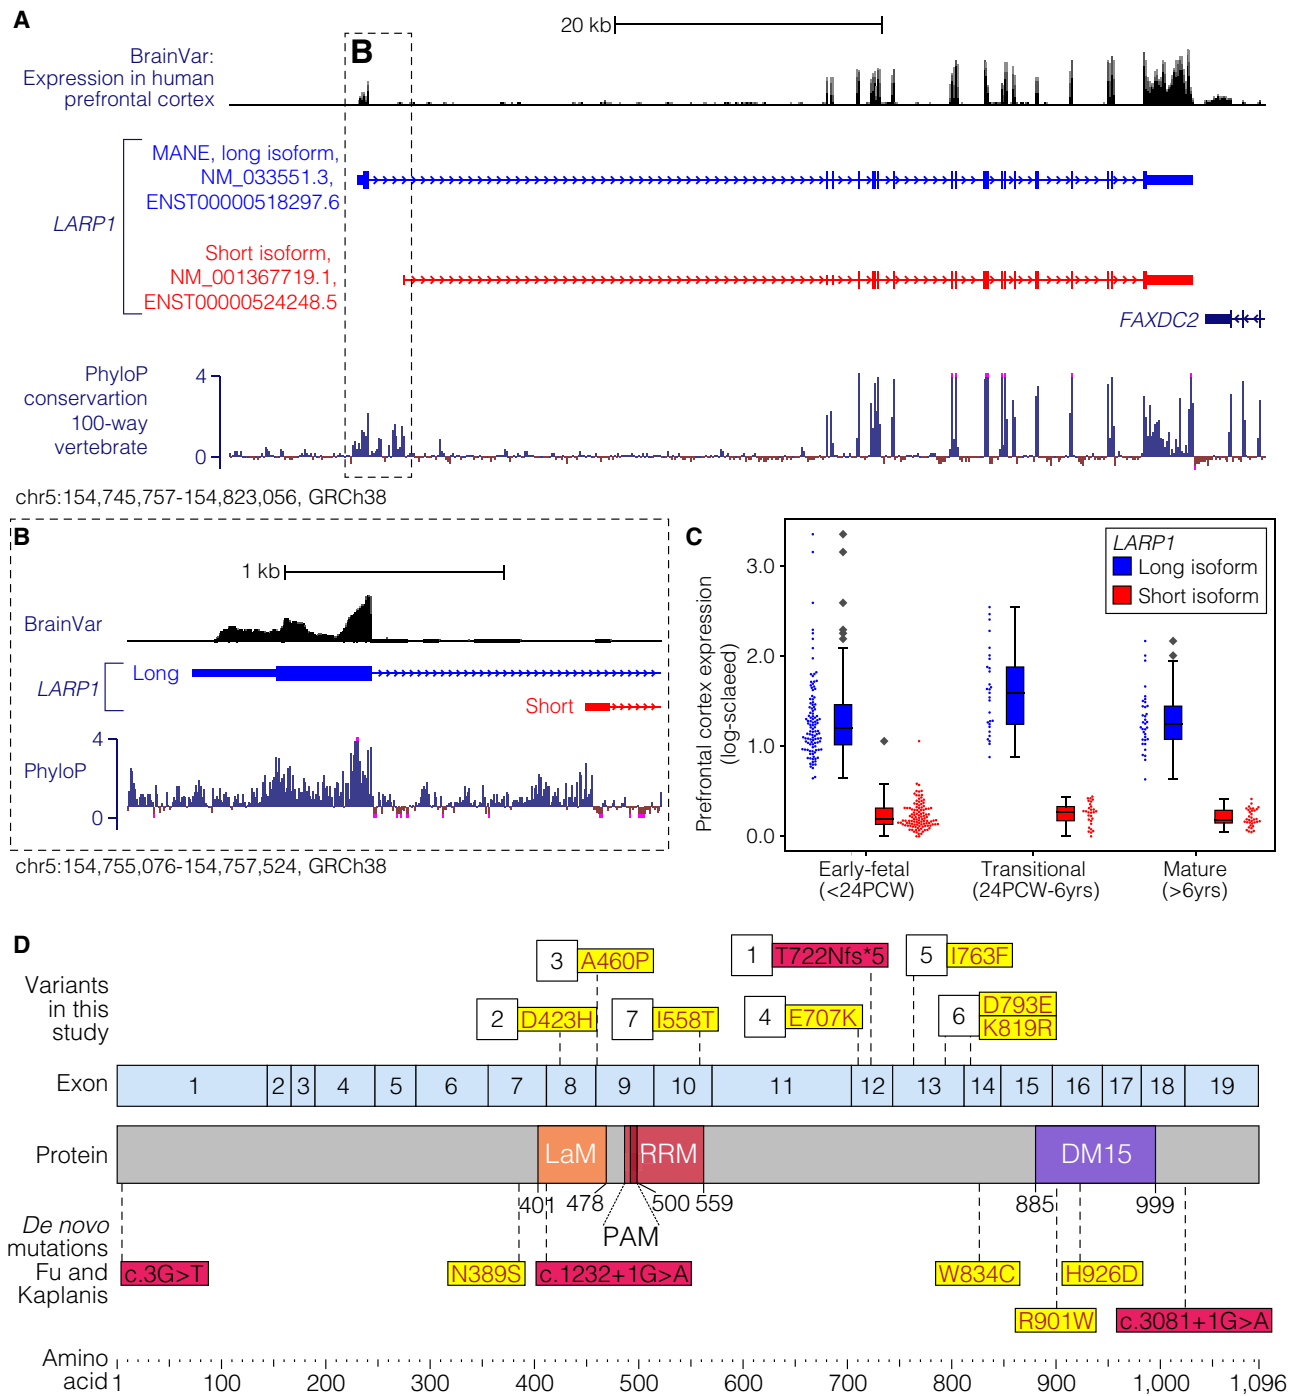 A
20 kb
B
BrainVar:
Expression in human
prefrontal cortex
MANE, long isoform,
NM_033551.3,
ENST00000518297.6
LARP1
Short isoform,
NM_001367719.1,
ENST00000524248.5
FAXDC2
PhyloP
conservartion
100-way
vertebrate
4
0
chr5:154,745,757-154,823,056, GRCh38
B
1 kb
BrainVar
LARP1
Long
Short
4
PhyloP
0
chr5:154,755,076-154,757,524, GRCh38
C
LARP1
Long isoform
Short isoform
Prefrontal cortex expression
(log-sclaeed)
3.0
2.0
1.0
0.0
Early-fetal
(<24PCW)
Transitional
(24PCW-6yrs)
Mature
(>6yrs)
D
Variants
in this
study
3 A460P
1 T722Nfs*5
5 I763F
2 D423H
7 I558T
4 E707K
6 D793E
K819R
Exon
1 2 3 4 5 6 7 8 9 10 11 12 13 14 15 16 17 18 19
Protein
LaM
RRM
DM15
401 478 500 559 885 999
PAM
De novo
mutations
Fu and
Kaplanis
c.3G>T
N389S
c.1232+1G>A
W834C
H926D
R901W
c.3081+1G>A
Amino
acid
1 100 200 300 400 500 600 700 800 900 1,000 1,096